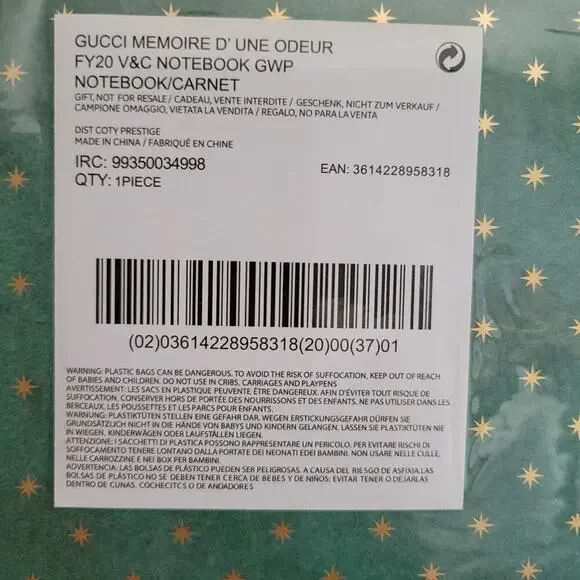 GUCCI MEMOIRE D' UNE ODEUR
FY20 V&C NOTEBOOK GWP
NOTEBOOK/CARNET
GIFT, NOT FOR RESALE / CADEAU, VENTE INTERDITE / GESCHENK, NICHT ZUM VERKAUF /
CAMPIONE OMAGGIO, VIETATA LA VENDITA / REGALO, NO PARA LA VENTA
DIST COTY PRESTIGE
MADE IN CHINA / FABRIQUÉ EN CHINE
IRC: 99350034998
EAN: 3614228958318
QTY: 1PIECE
(02)03614228958318(20)00(37)01
WARNING: PLASTIC BAGS CAN BE DANGEROUS. TO AVOID THE RISK OF SUFFOCATION, KEEP OUT OF REACH
OF BABIES AND CHILDREN. DO NOT USE IN CRIBS, CARRIAGES AND PLAYPENS
AVERTISSEMENT: LES SACS EN PLASTIQUE PEUVENTE ÊTRE DANGEREUX. AFIN D'ÉVITER TOUT RISQUE DE
SUFFOCATION. CONSERVER HORS DE PORTÉE DES NOURRISSONS ET DES ENFANTS. NE PAS UTILISER DANS LES
BERCEAUX. LES POUSSETTES ET LES PARCS POUR ENFANTS.
WARNUNG: PLASTIKTÜTEN STELLEN EINE GEFAHR DAR. WEGEN ERSTICKUNGSGEFAHR DÜRFEN SIE
GRUNDSÄTZLICH NICHT IN DIE HÄNDE VON BABYS UND KINDERN GELANGEN. LASSEN SIE PLASTIKTÜTEN NIE
IN WIEGEN, KINDERWÄGEN ODER LAUFSTÄLLEN LIEGEN.
ATTENZIONE: I SACCHETTI DI PLASTICA POSSONO RAPPRESENTARE UN PERICOLO. PER EVITARE RISCHI DI
SOFFOCAMENTO TENERE LONTANO DALLA PORTATE DEI NEONATI EDEI BAMBINI. NON USARE NELLE CULLE,
NELLE CARROZZINE E NEI BOX PER BAMBINI.
ADVERTENCIA: LAS BOLSAS DE PLÁSTICO PUEDEN SER PELIGROSAS. A CAUSA DEL RIESGO DE ASFIXIA,LAS
BOLSAS DE PLÁSTICO NO SE DEBEN TENER CERCA DE BEBES Y DE NIÑOS: EVITAR TENER O DEJARLAS
DENTRO DE CUNAS. COCHECITCS O DE ANDADORES